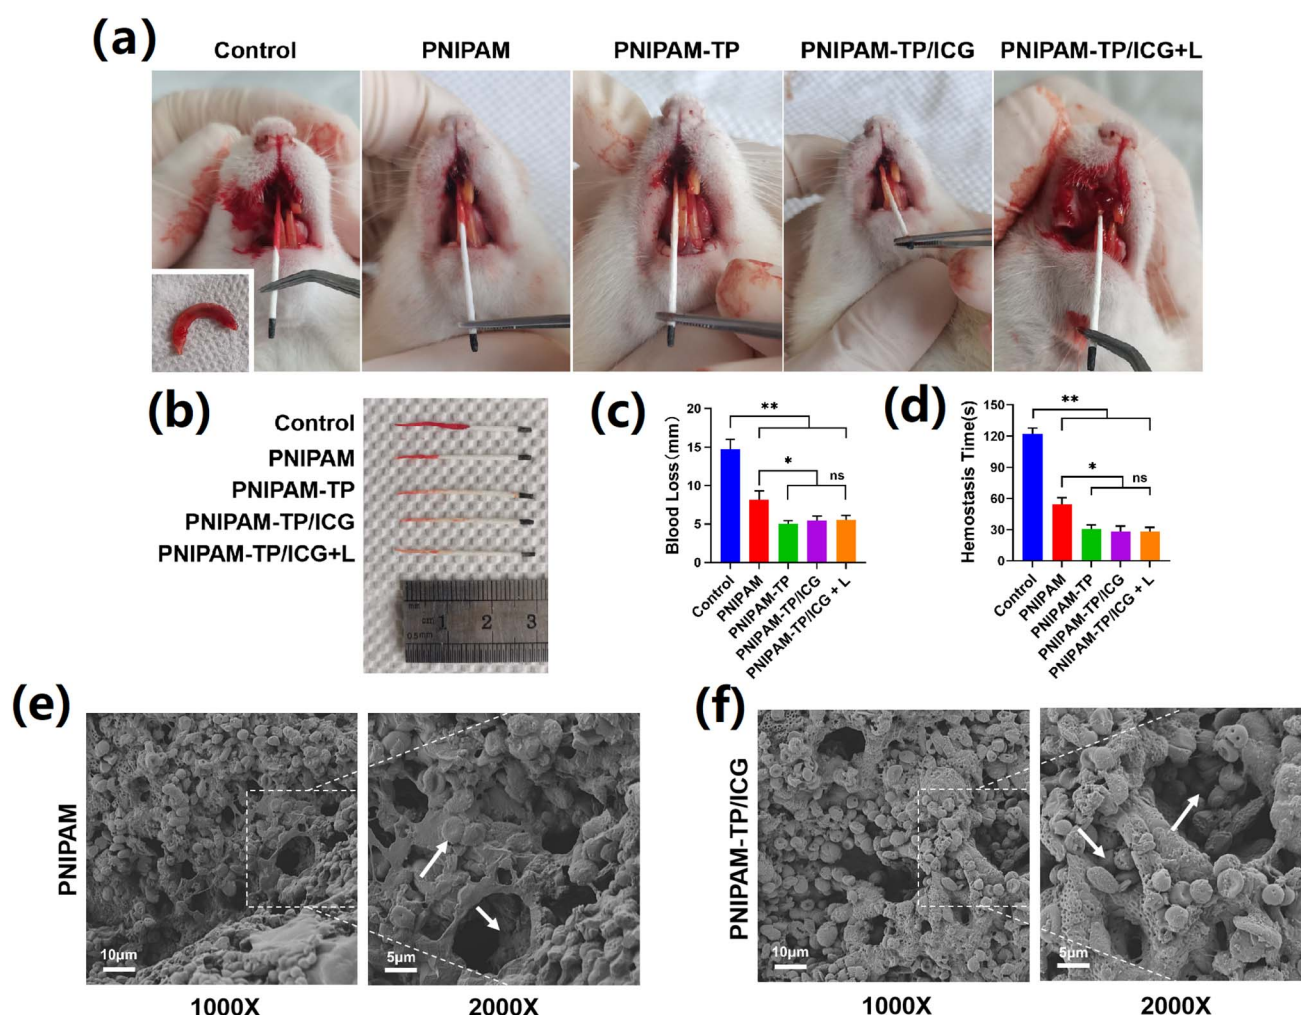 (a)
Control
PNIPAM
PNIPAM-TP
PNIPAM-TP/ICG
PNIPAM-TP/ICG+L
(b)
Control
PNIPAM
PNIPAM-TP
PNIPAM-TP/ICG
PNIPAM-TP/ICG+L
mm
cm 1 2 3
0.5mm
(c)
Blood Loss (mm)
20
15
10
5
0
**
*
ns
Control
PNIPAM
PNIPAM-TP
PNIPAM-TP/ICG
PNIPAM-TP/ICG + L
(d)
Hemostasis Time(s)
150
120
90
60
30
0
**
*
ns
Control
PNIPAM
PNIPAM-TP
PNIPAM-TP/ICG
PNIPAM-TP/ICG + L
(e)
PNIPAM
10μm
5μm
1000X
2000X
(f)
PNIPAM-TP/ICG
10μm
5μm
1000X
2000X